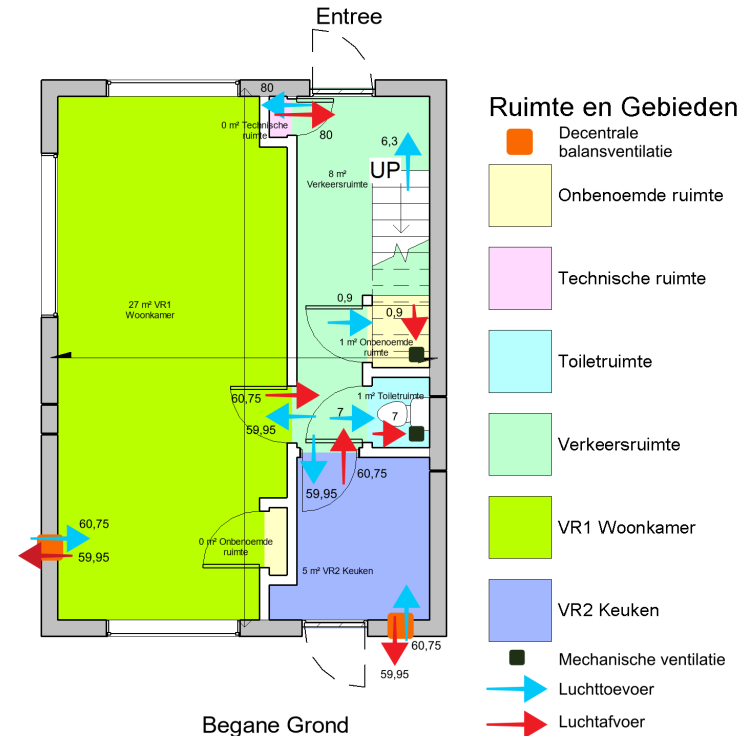 Entree
80
0 m² Technische
ruimte
80
6,3
UP
8 m²
Verkeersruimte
27 m² VR1
Woonkamer
0,9
0,9
1 m² Onbenoemde
ruimte
1 m² Toiletruimte
60,75
59,95
7
7
59,95
60,75
60,75
59,95
0 m² Onbenoemde
ruimte
5 m² VR2 Keuken
60,75
59,95
Begane Grond
Ruimte en Gebieden
Decentrale
balansventilatie
Onbenoemde ruimte
Technische ruimte
Toiletruimte
Verkeersruimte
VR1 Woonkamer
VR2 Keuken
Mechanische ventilatie
Luchttoevoer
Luchtafvoer